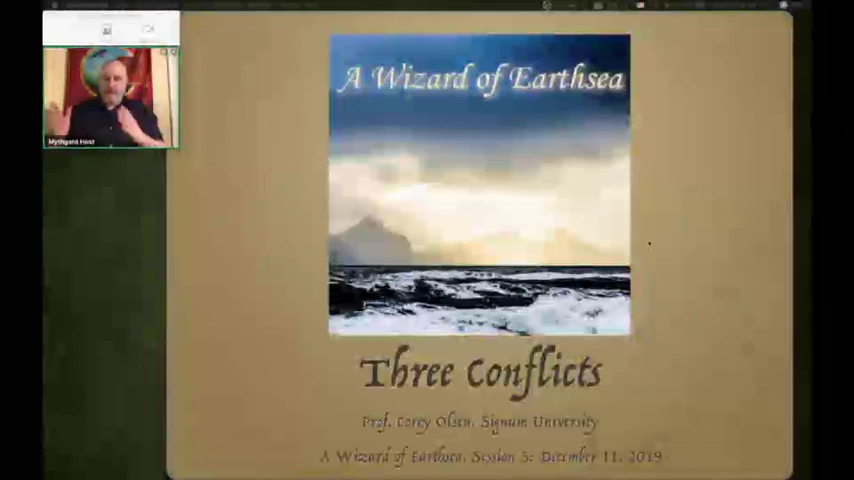 Mythgard Host
A Wizard of Earthsea
Three Conflicts
Prof. Corey Olsen, Signum University
A Wizard of Earthsea, Session 5: December 11, 2019